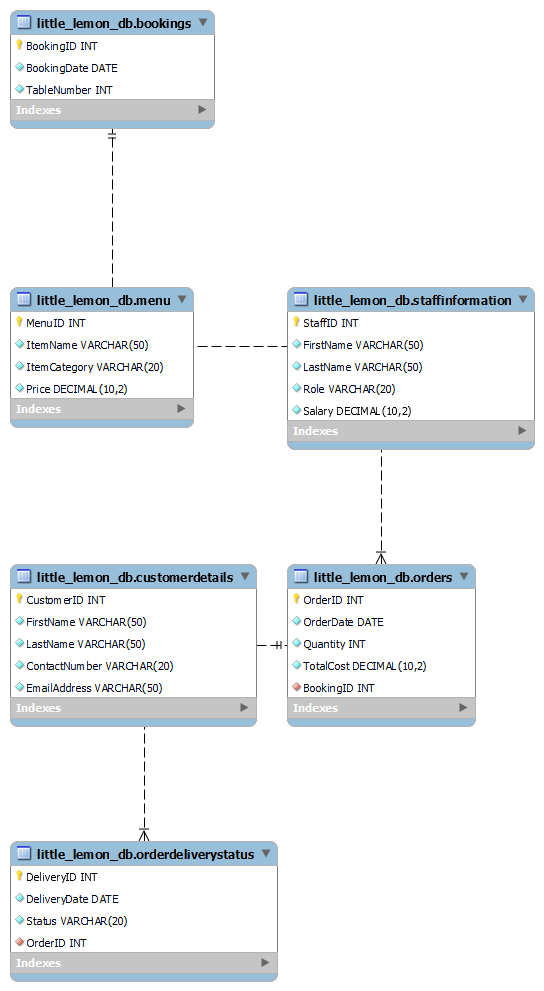 little_lemon_db.bookings
BookingID INT
BookingDate DATE
TableNumber INT
Indexes
little_lemon_db.menu
MenuID INT
ItemName VARCHAR(50)
ItemCategory VARCHAR(20)
Price DECIMAL(10,2)
Indexes
little_lemon_db.staffinformation
StaffID INT
FirstName VARCHAR(50)
LastName VARCHAR(50)
Role VARCHAR(20)
Salary DECIMAL(10,2)
Indexes
little_lemon_db.customerdetails
CustomerID INT
FirstName VARCHAR(50)
LastName VARCHAR(50)
ContactNumber VARCHAR(20)
EmailAddress VARCHAR(50)
Indexes
little_lemon_db.orders
OrderID INT
OrderDate DATE
Quantity INT
TotalCost DECIMAL(10,2)
BookingID INT
Indexes
little_lemon_db.orderdeliverystatus
DeliveryID INT
DeliveryDate DATE
Status VARCHAR(20)
OrderID INT
Indexes